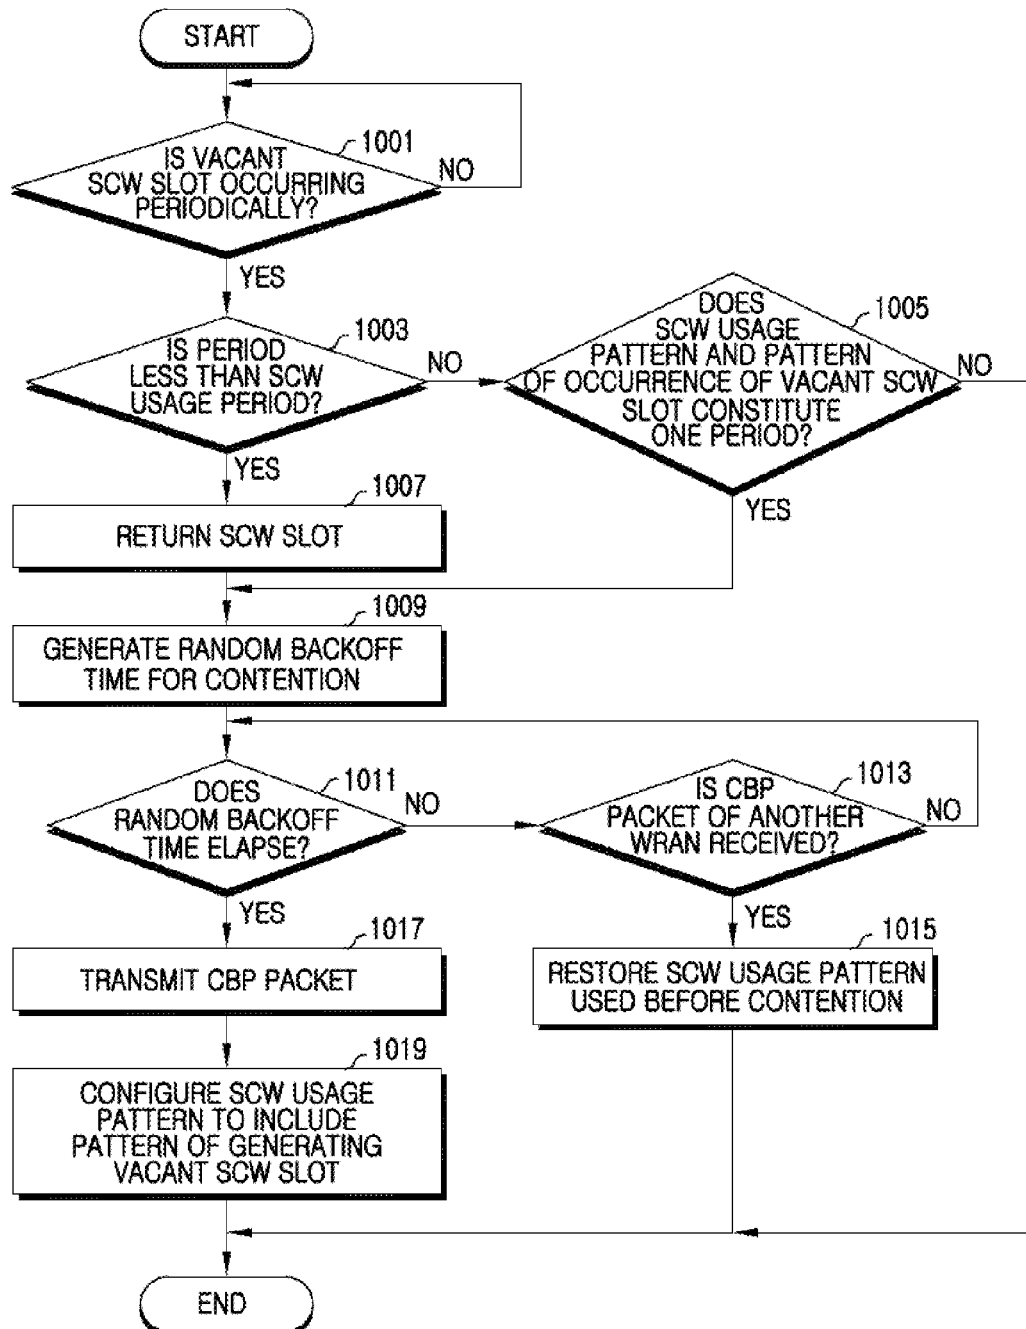 START
1001
IS VACANT
SCW SLOT OCCURRING
PERIODICALLY?
NO
YES
1003
IS PERIOD
LESS THAN SCW
USAGE PERIOD?
NO
YES
1005
DOES
SCW USAGE
PATTERN AND PATTERN
OF OCCURRENCE OF VACANT SCW
SLOT CONSTITUTE
ONE PERIOD?
NO
YES
1007
RETURN SCW SLOT
1009
GENERATE RANDOM BACKOFF
TIME FOR CONTENTION
1011
DOES
RANDOM BACKOFF
TIME ELAPSE?
NO
YES
1013
IS CBP
PACKET OF ANOTHER
WRAN RECEIVED?
NO
YES
1017
TRANSMIT CBP PACKET
1015
RESTORE SCW USAGE PATTERN
USED BEFORE CONTENTION
1019
CONFIGURE SCW USAGE
PATTERN TO INCLUDE
PATTERN OF GENERATING
VACANT SCW SLOT
END